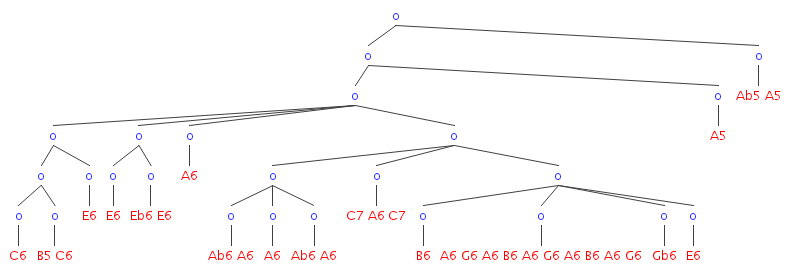 o
o o
Ab5 A5
o o
A5
o o o o
A6
o o o o o o o
E6 E6 Eb6 E6 C7 A6 C7
o o o o o o o o o
C6 B5 C6 Ab6 A6 A6 Ab6 A6 B6 A6 G6 A6 B6 A6 G6 A6 B6 A6 G6 Gb6 E6